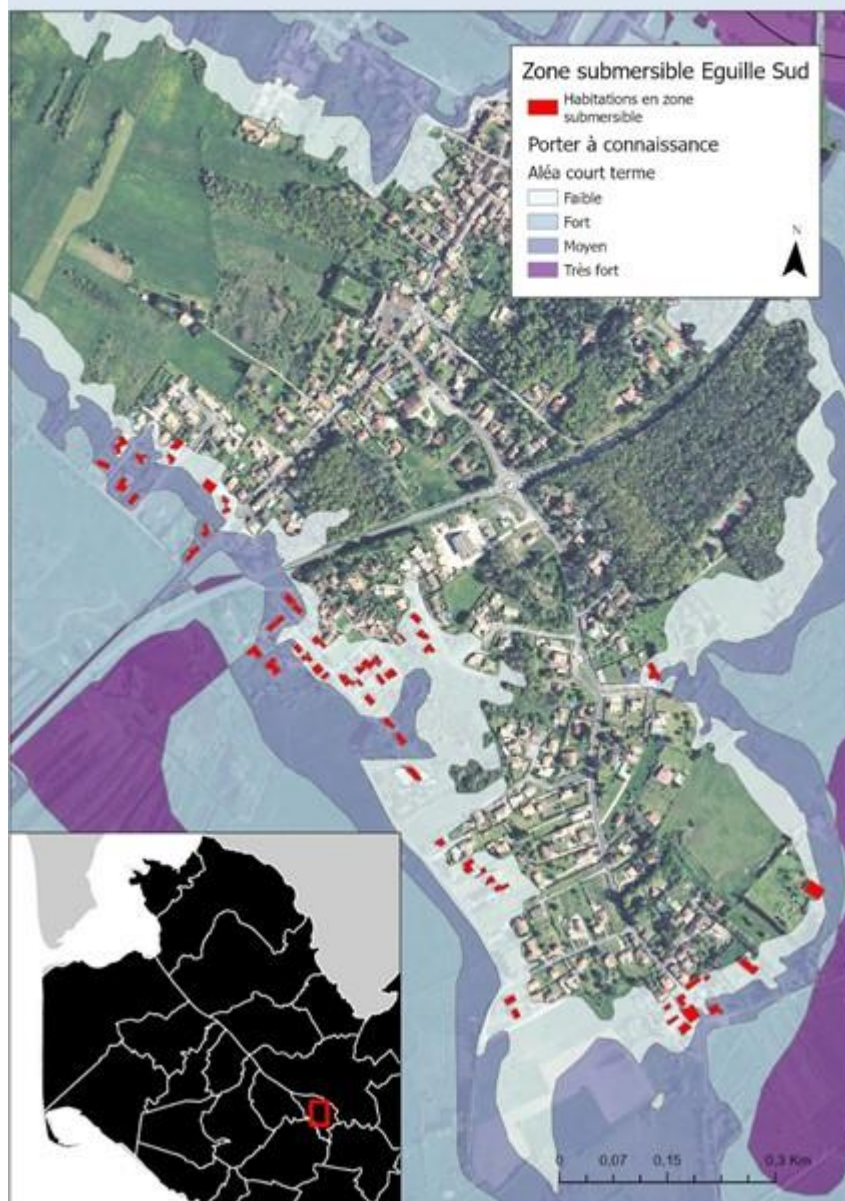 Zone submersible Eguille Sud
Habitations en zone
submersible
Porter à connaissance
Aléa court terme
Faible
Fort
Moyen
Très fort
N
0 0,07 0,15 0,3 Km